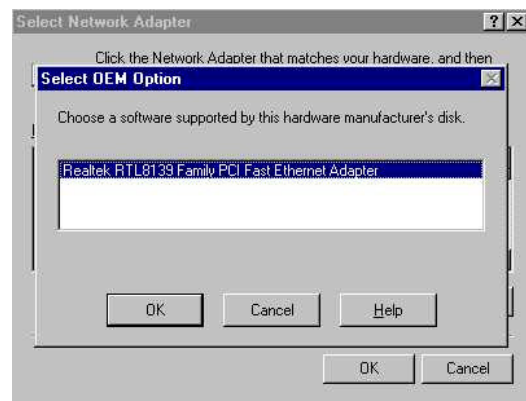 Select Network Adapter
Click the Network Adapter that matches your hardware, and then
Select OEM Option
Choose a software supported by this hardware manufacturer's disk.
Realtek RTL8139 Family PCI Fast Ethernet Adapter
OK
Cancel
Help
OK
Cancel